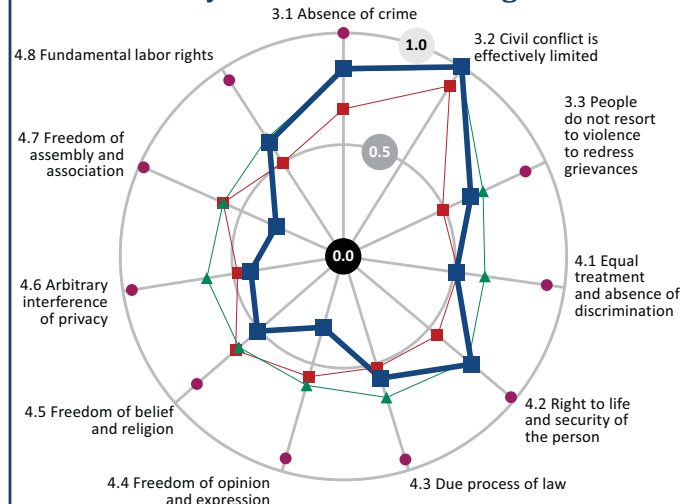 3.1 Absence of crime
1.0
3.2 Civil conflict is
effectively limited
4.8 Fundamental labor rights
3.3 People
do not resort
to violence
to redress
grievances
4.7 Freedom of
assembly and
association
0.5
0.0
4.1 Equal
treatment
and absence of
discrimination
4.6 Arbitrary
interference
of privacy
4.2 Right to life
and security of
the person
4.5 Freedom of belief
and religion
4.4 Freedom of opinion
and expression
4.3 Due process of law